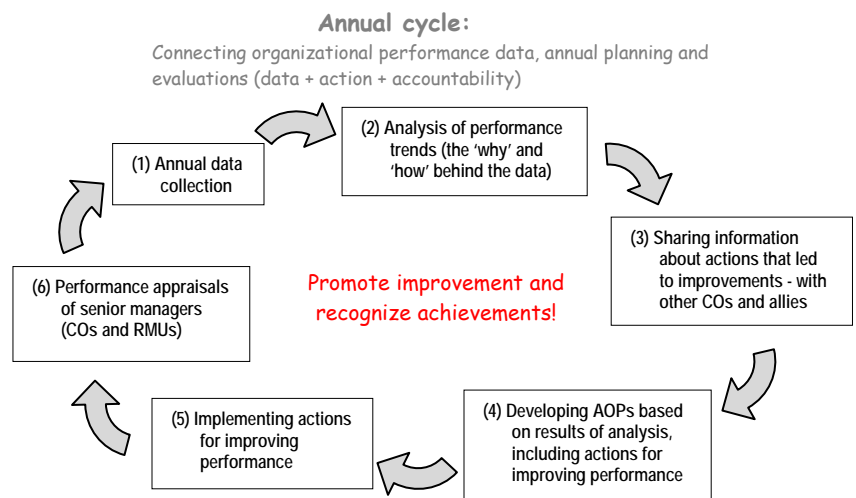 Annual cycle:
Connecting organizational performance data, annual planning and
evaluations (data + action + accountability)
(1) Annual data
collection
(2) Analysis of performance
trends (the ‘why’ and
‘how’ behind the data)
(3) Sharing information
about actions that led
to improvements - with
other COs and allies
(4) Developing AOPs based
on results of analysis,
including actions for
improving performance
(5) Implementing actions
for improving
performance
(6) Performance appraisals
of senior managers
(COs and RMUs)
Promote improvement and
recognize achievements!